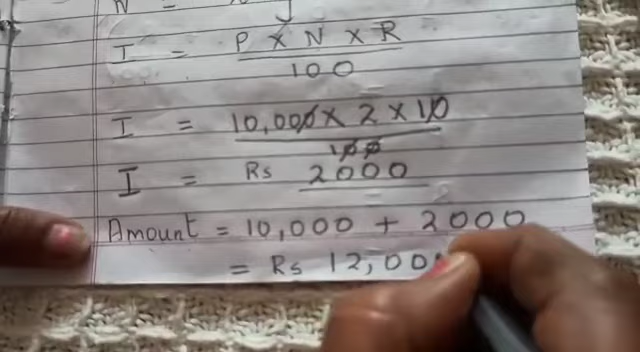 N =
I = P X N X R
100
I = 10,000 X 2 X 10
100
I = Rs 2000
Amount = 10,000 + 2000
= Rs 12,00